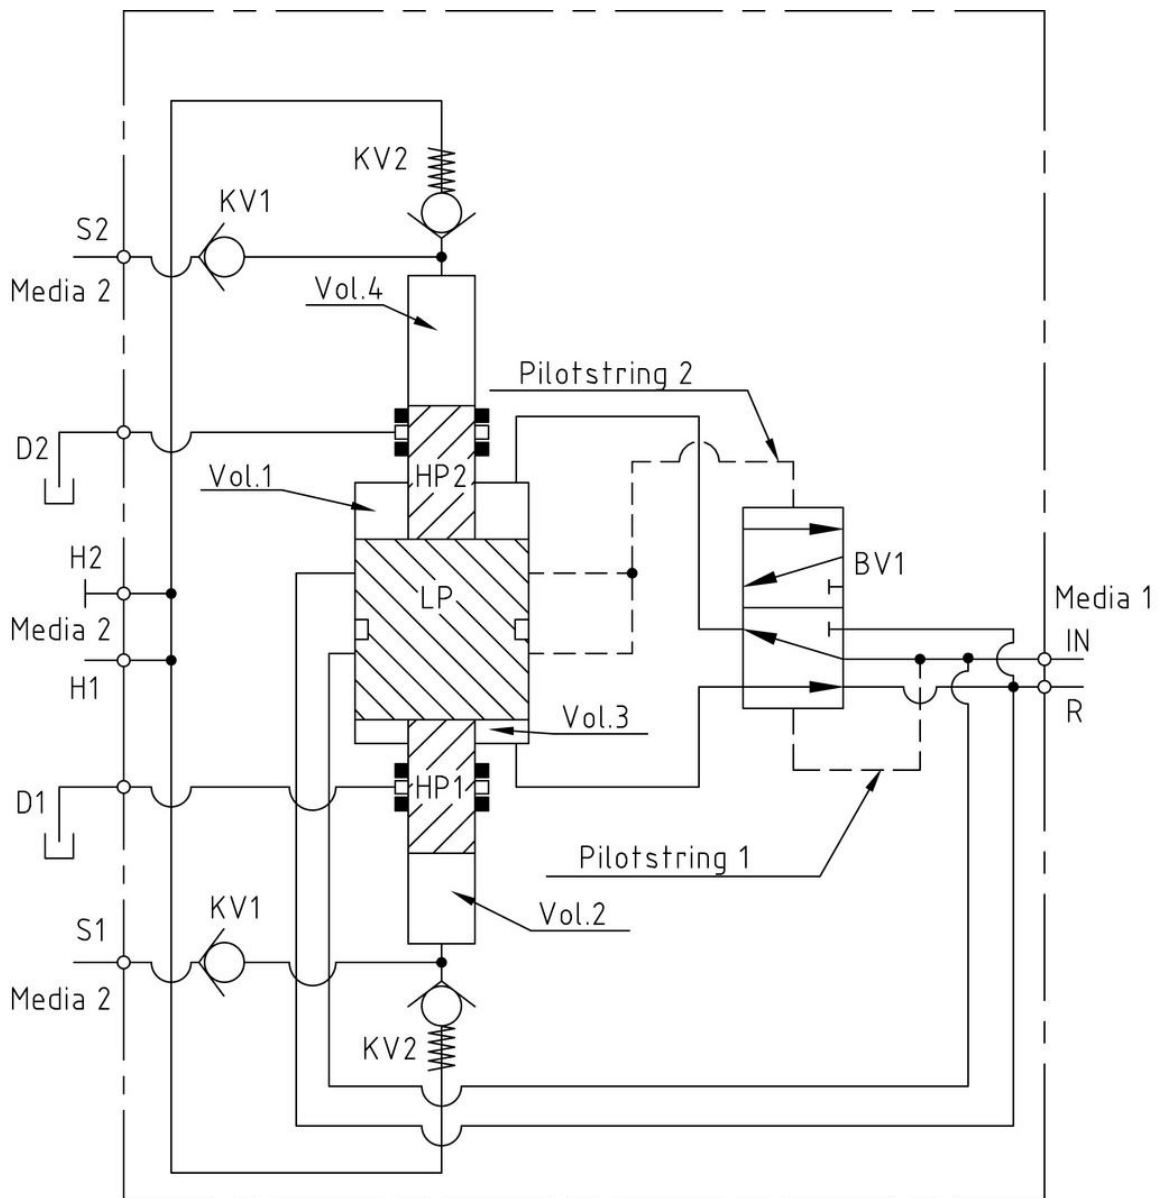 KV2
KV1
S2
Media 2
Vol.4
Pilotstring 2
D2
Vol.1
HP2
H2
BV1
LP
Media 1
Media 2
IN
H1
R
Vol.3
D1
HP1
Pilotstring 1
KV1
Vol.2
S1
Media 2
KV2